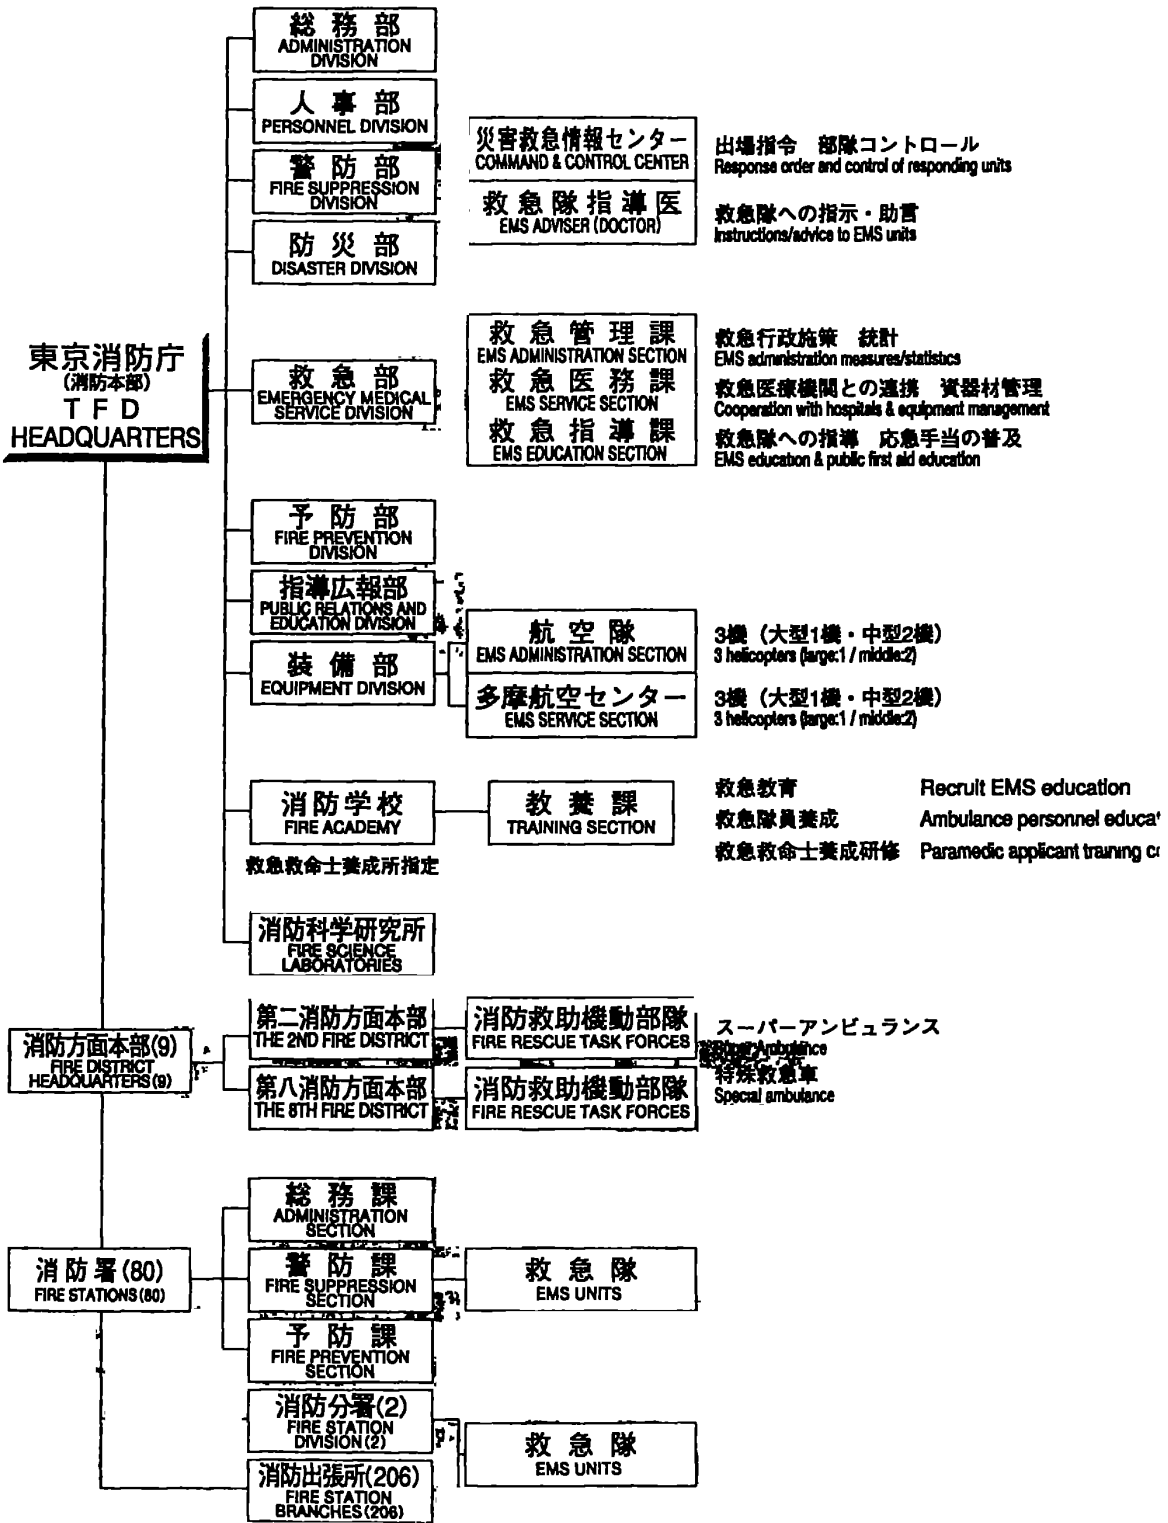 総務部
ADMINISTRATION
DIVISION
人事部
PERSONNEL DIVISION
警防部
FIRE SUPPRESSION
DIVISION
災害救急情報センター
COMMAND & CONTROL CENTER
出場指令 部隊コントロール
Response order and control of responding units
救急隊指導医
EMS ADVISER (DOCTOR)
救急隊への指示・助言
Instructions/advice to EMS units
防災部
DISASTER DIVISION
東京消防庁
(消防本部)
TFD
HEADQUARTERS
救急部
EMERGENCY MEDICAL
SERVICE DIVISION
救急管理課
EMS ADMINISTRATION SECTION
救急行政施策 統計
EMS administration measures/statistics
救急医務課
EMS SERVICE SECTION
救急医療機関との連携 資器材管理
Cooperation with hospitals & equipment management
救急指導課
EMS EDUCATION SECTION
救急隊への指導 応急手当の普及
EMS education & public first aid education
予防部
FIRE PREVENTION
DIVISION
指導広報部
PUBLIC RELATIONS AND
EDUCATION DIVISION
装備部
EQUIPMENT DIVISION
航空隊
EMS ADMINISTRATION SECTION
3機（大型1機・中型2機）
3 helicopters (large:1 / middle:2)
多摩航空センター
EMS SERVICE SECTION
3機（大型1機・中型2機）
3 helicopters (large:1 / middle:2)
消防学校
FIRE ACADEMY
救急救命士養成所指定
教養課
TRAINING SECTION
救急教育 Recruit EMS education
救急隊員養成 Ambulance personnel educa
救急救命士養成研修 Paramedic applicant training
消防科学研究所
FIRE SCIENCE
LABORATORIES
消防方面本部(9)
FIRE DISTRICT
HEADQUARTERS (9)
第二消防方面本部
THE 2ND FIRE DISTRICT
消防救助機動部隊
FIRE RESCUE TASK FORCES
スーパーアンビュランス
Super Ambulance
第八消防方面本部
THE 8TH FIRE DISTRICT
消防救助機動部隊
FIRE RESCUE TASK FORCES
特殊救急車
Special ambulance
消防署(80)
FIRE STATIONS (80)
総務課
ADMINISTRATION
SECTION
警防課
FIRE SUPPRESSION
SECTION
救急隊
EMS UNITS
予防課
FIRE PREVENTION
SECTION
消防分署(2)
FIRE STATION
DIVISION (2)
救急隊
EMS UNITS
消防出張所(206)
FIRE STATION
BRANCHES (206)